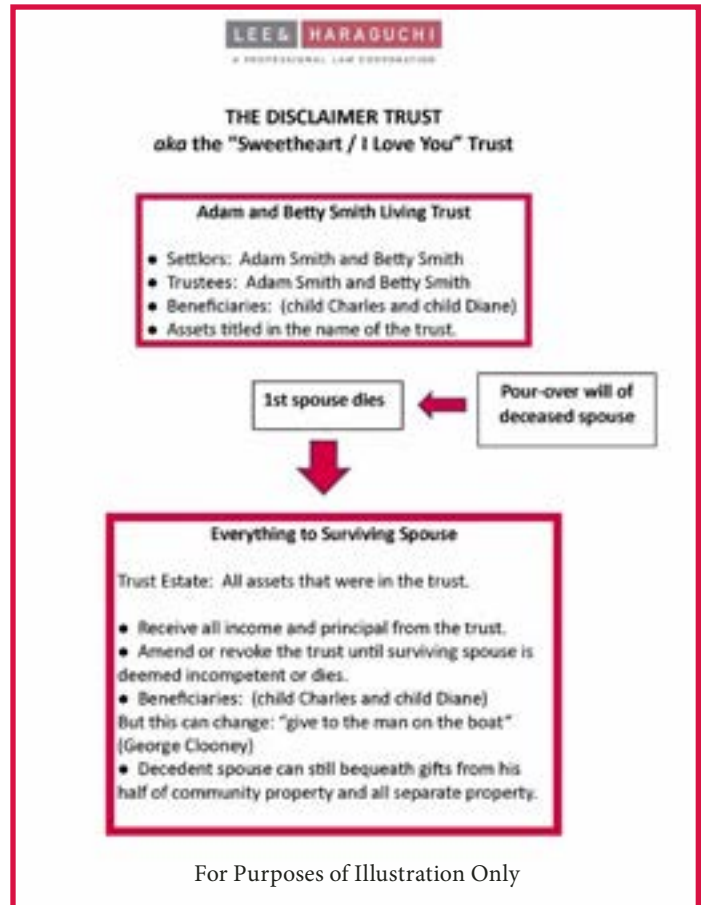 LEE& HARAGUCHI
A PROFESSIONAL LAW CORPORATION
THE DISCLAIMER TRUST
aka the "Sweetheart / I Love You" Trust
Adam and Betty Smith Living Trust
● Settlors: Adam Smith and Betty Smith
● Trustees: Adam Smith and Betty Smith
● Beneficiaries: (child Charles and child Diane)
● Assets titled in the name of the trust.
1st spouse dies
Pour-over will of
deceased spouse
Everything to Surviving Spouse
Trust Estate: All assets that were in the trust.
● Receive all income and principal from the trust.
● Amend or revoke the trust until surviving spouse is
deemed incompetent or dies.
● Beneficiaries: (child Charles and child Diane)
But this can change: "give to the man on the boat"
(George Clooney)
● Decedent spouse can still bequeath gifts from his
half of community property and all separate property.
For Purposes of Illustration Only